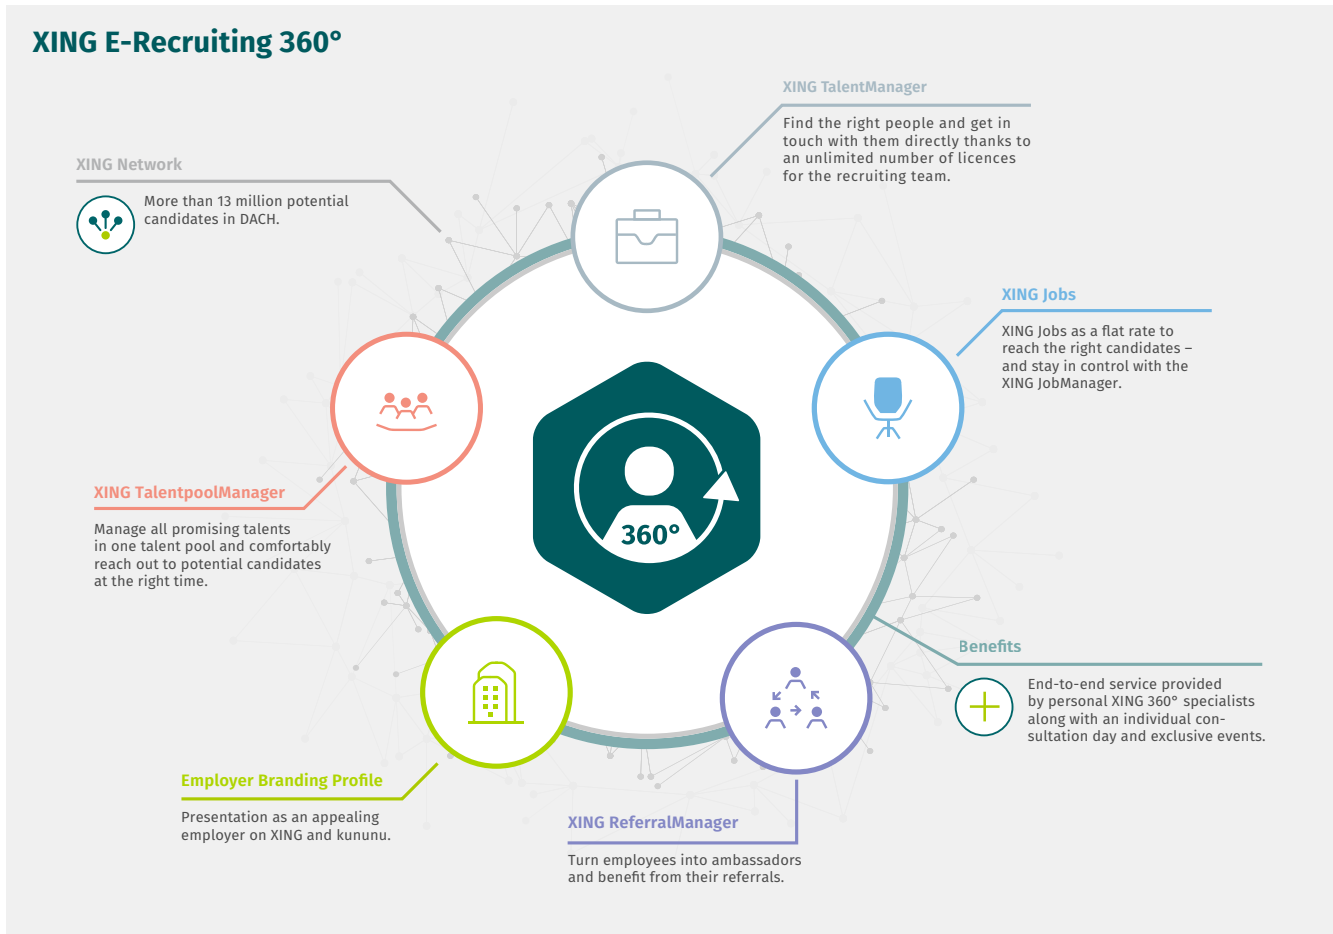 XING E-Recruiting 360°
XING TalentManager
Find the right people and get in
touch with them directly thanks to
an unlimited number of licences
for the recruiting team.
XING Network
More than 13 million potential
candidates in DACH.
XING Jobs
XING Jobs as a flat rate to
reach the right candidates –
and stay in control with the
XING JobManager.
360°
XING TalentpoolManager
Manage all promising talents
in one talent pool and comfortably
reach out to potential candidates
at the right time.
Benefits
End-to-end service provided
by personal XING 360° specialists
along with an individual con-
sultation day and exclusive events.
Employer Branding Profile
Presentation as an appealing
employer on XING and kununu.
XING ReferralManager
Turn employees into ambassadors
and benefit from their referrals.